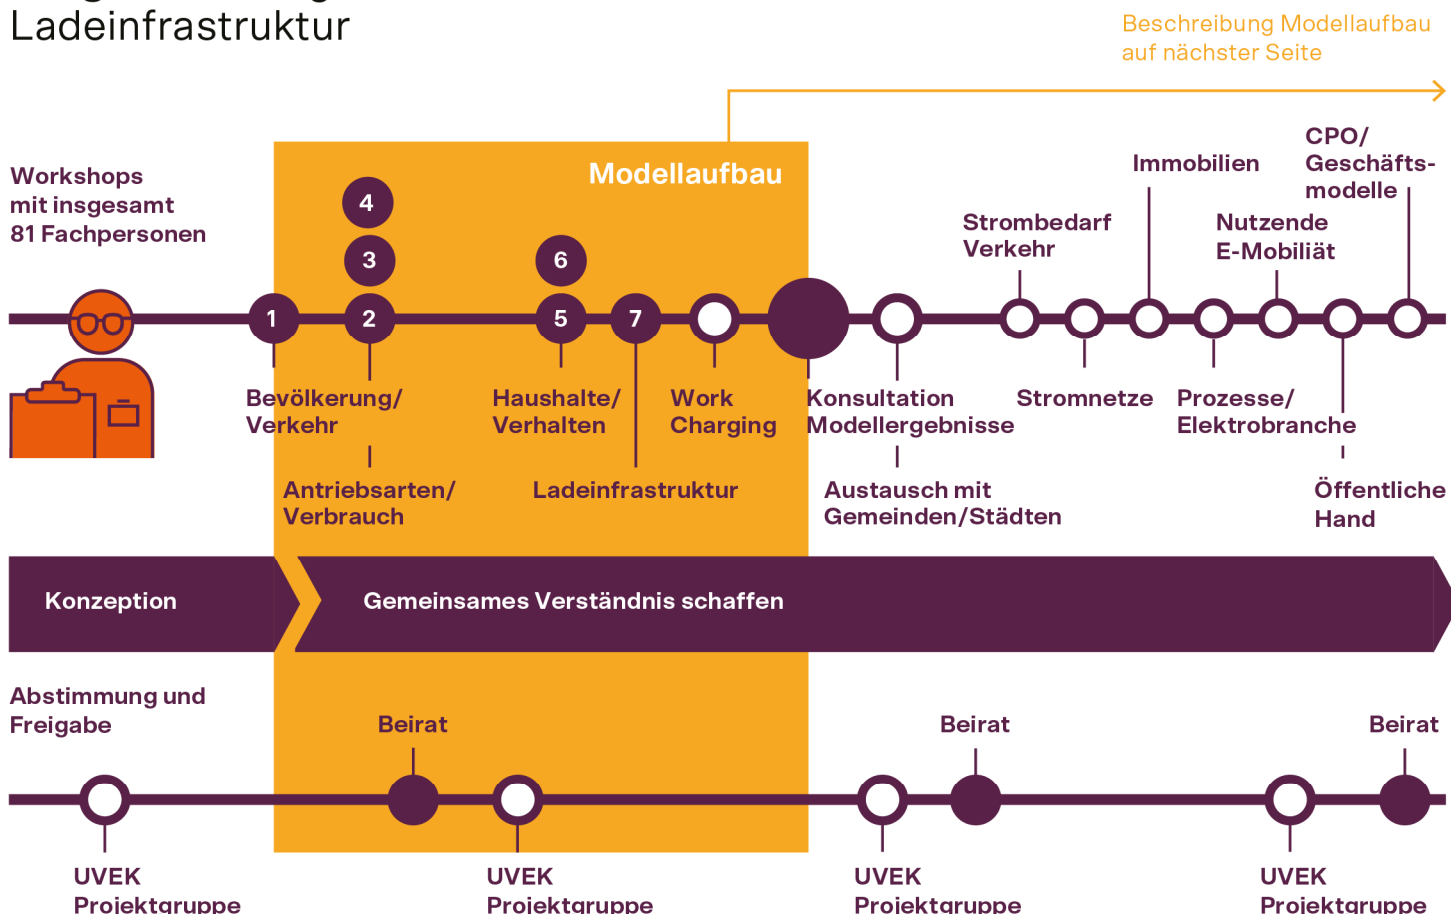 Ladeinfrastruktur
Beschreibung Modellaufbau
auf nächster Seite
Workshops
mit insgesamt
81 Fachpersonen
Modellaufbau
4
3
2
1
6
5
7
Strombedarf
Verkehr
Immobilien
Nutzende
E-Mobiliät
CPO/
Geschäfts-
modelle
Bevölkerung/
Verkehr
Antriebsarten/
Verbrauch
Haushalte/
Verhalten
Ladeinfrastruktur
Work
Charging
Konsultation
Modellergebnisse
Austausch mit
Gemeinden/Städten
Stromnetze
Prozesse/
Elektrobranche
Öffentliche
Hand
Konzeption
Gemeinsames Verständnis schaffen
Abstimmung und
Freigabe
Beirat
Beirat
Beirat
UVEK
Projektgruppe
UVEK
Projektgruppe
UVEK
Projektgruppe
UVEK
Projektgruppe